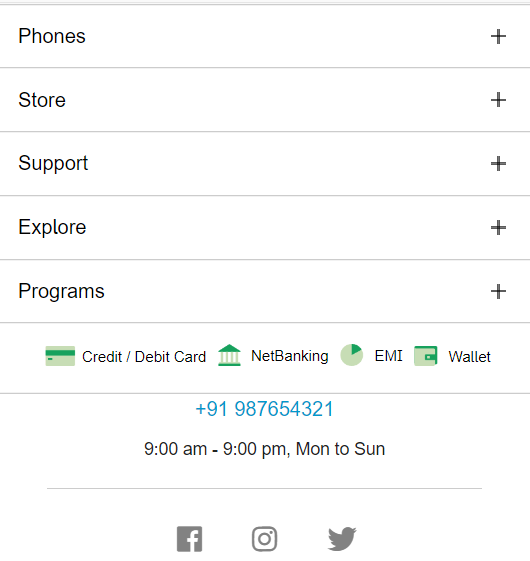 Phones
Store
Support
Explore
Programs
Credit / Debit Card NetBanking EMI Wallet
+91 987654321
9:00 am - 9:00 pm, Mon to Sun